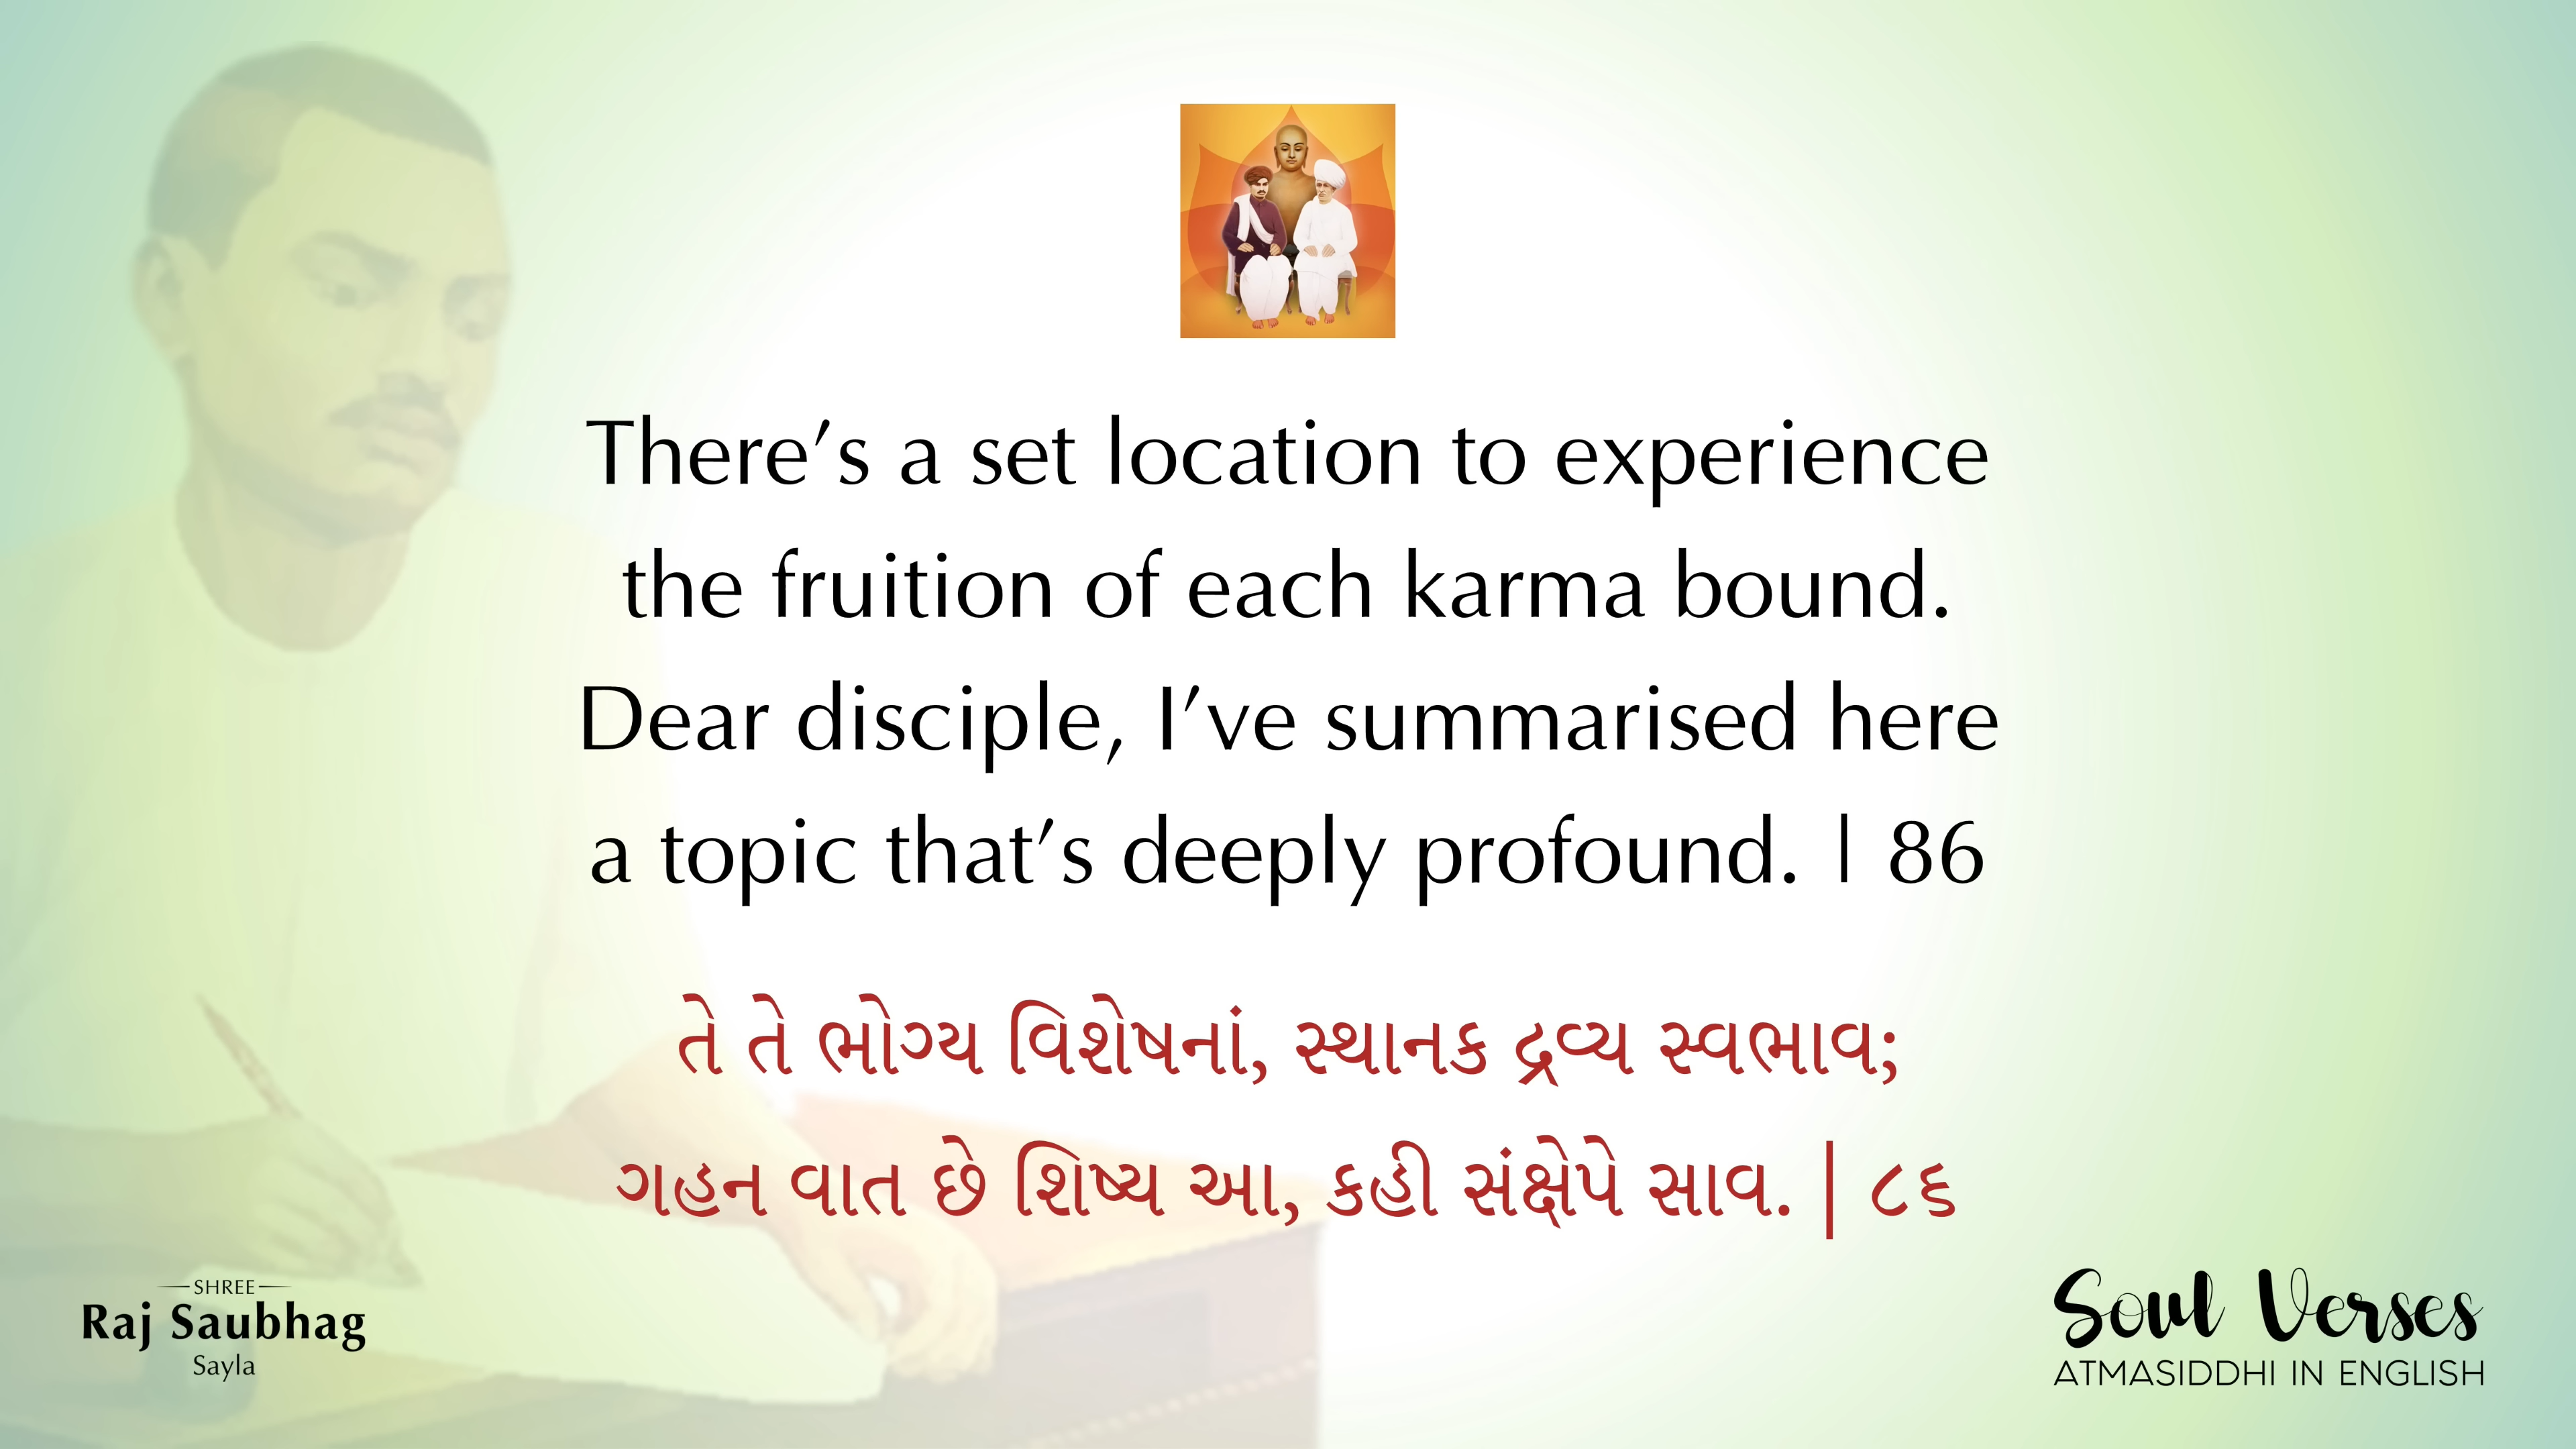 There’s a set location to experience
the fruition of each karma bound.
Dear disciple, I’ve summarised here
a topic that’s deeply profound. | 86
તે તે ભોગ્ય વિશેષનાં, સ્થાનક દ્રવ્ય સ્વભાવ;
ગહન વાત છે શિષ્ય આ, કહી સંક્ષેપે સાવ. | ૮૬
SHREE
Raj Saubhag
Sayla
Soul Verses
ATMASIDDHI IN ENGLISH